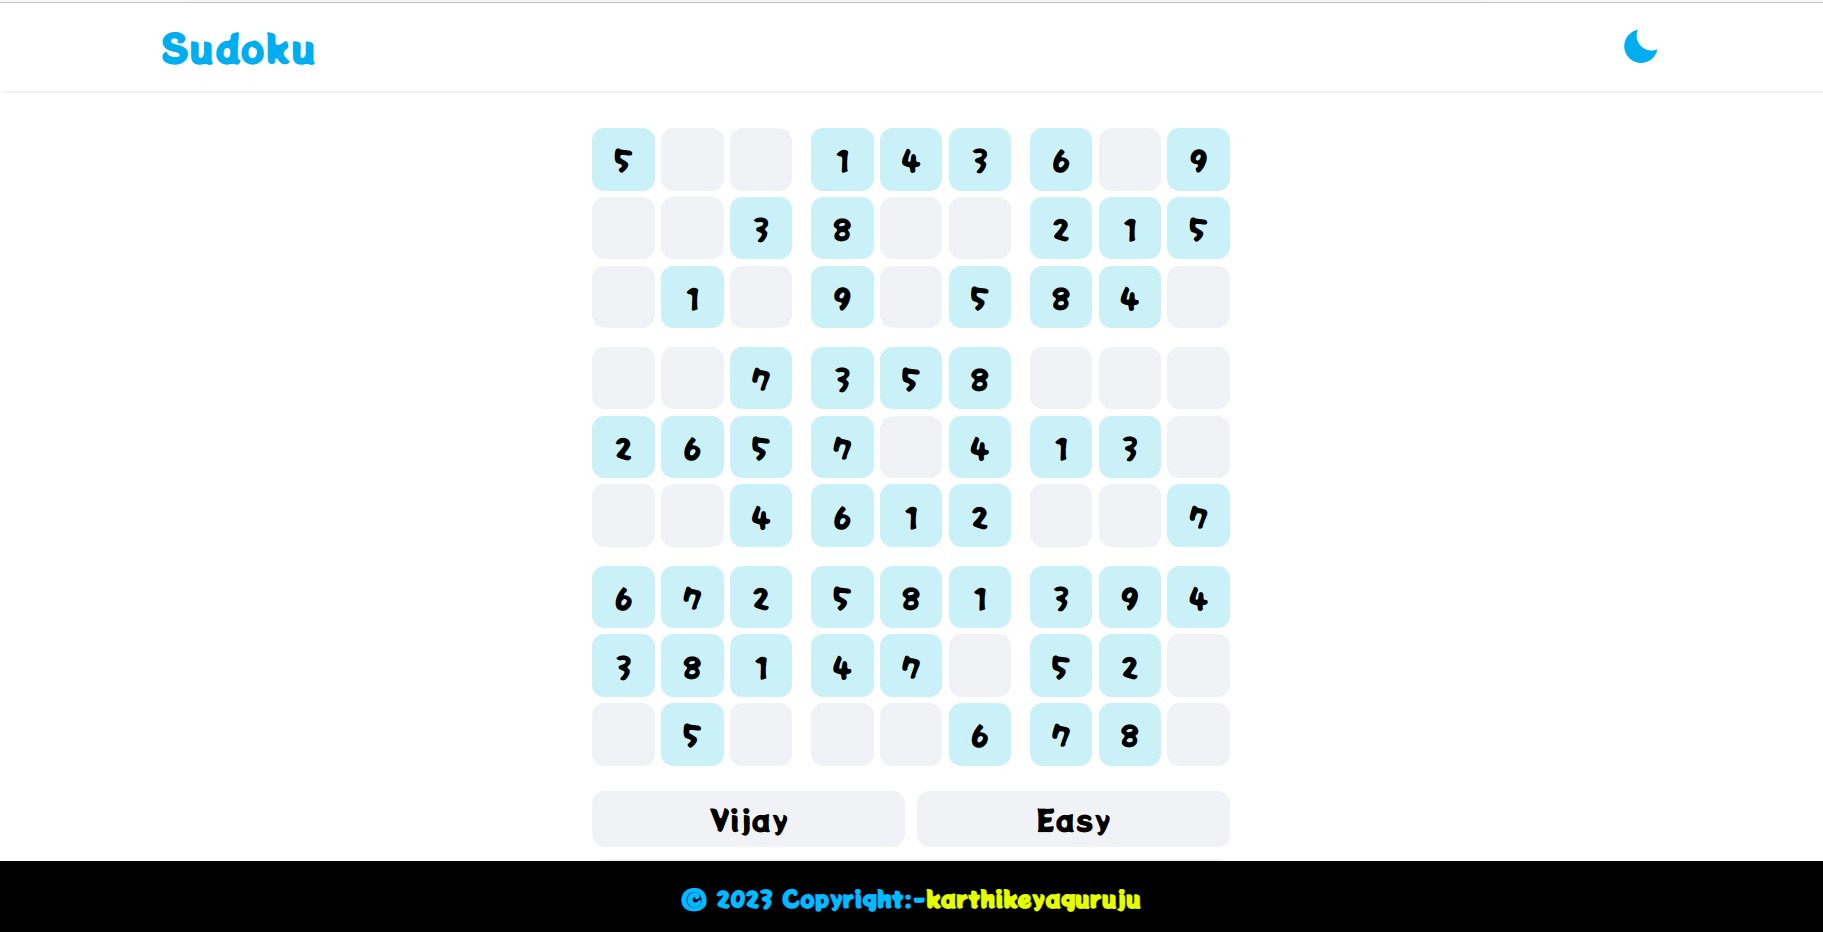 Sudoku
5 1 4 3 6 9
3 8 2 1 5
1 9 5 8 4
7 3 5 8
2 6 5 7 4 1 3
4 6 1 2 7
6 7 2 5 8 1 3 9 4
3 8 1 4 7 5 2
5 6 7 8
Vijay Easy
© 2023 Copyright:-karthikeyaguruju